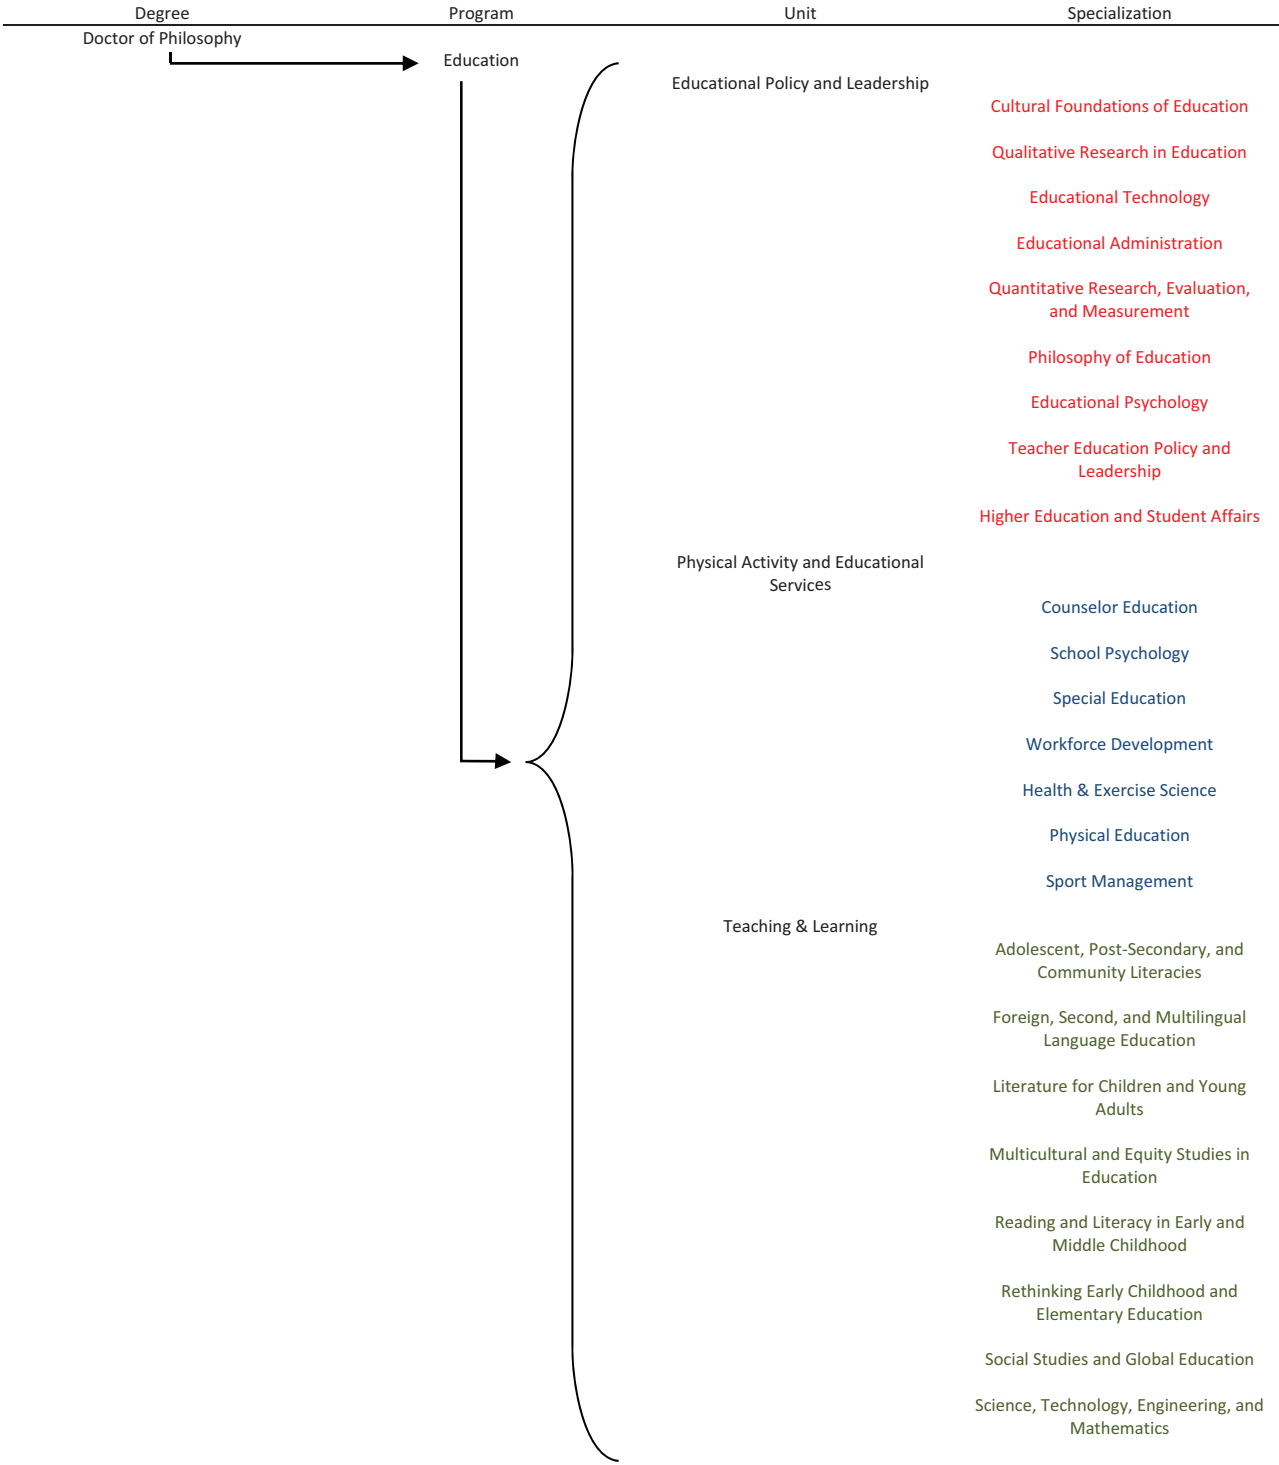 Degree Program Unit Specialization
Doctor of Philosophy
Education
Educational Policy and Leadership
Cultural Foundations of Education
Qualitative Research in Education
Educational Technology
Educational Administration
Quantitative Research, Evaluation,
and Measurement
Philosophy of Education
Educational Psychology
Teacher Education Policy and
Leadership
Higher Education and Student Affairs
Physical Activity and Educational
Services
Counselor Education
School Psychology
Special Education
Workforce Development
Health & Exercise Science
Physical Education
Sport Management
Teaching & Learning
Adolescent, Post-Secondary, and
Community Literacies
Foreign, Second, and Multilingual
Language Education
Literature for Children and Young
Adults
Multicultural and Equity Studies in
Education
Reading and Literacy in Early and
Middle Childhood
Rethinking Early Childhood and
Elementary Education
Social Studies and Global Education
Science, Technology, Engineering, and
Mathematics